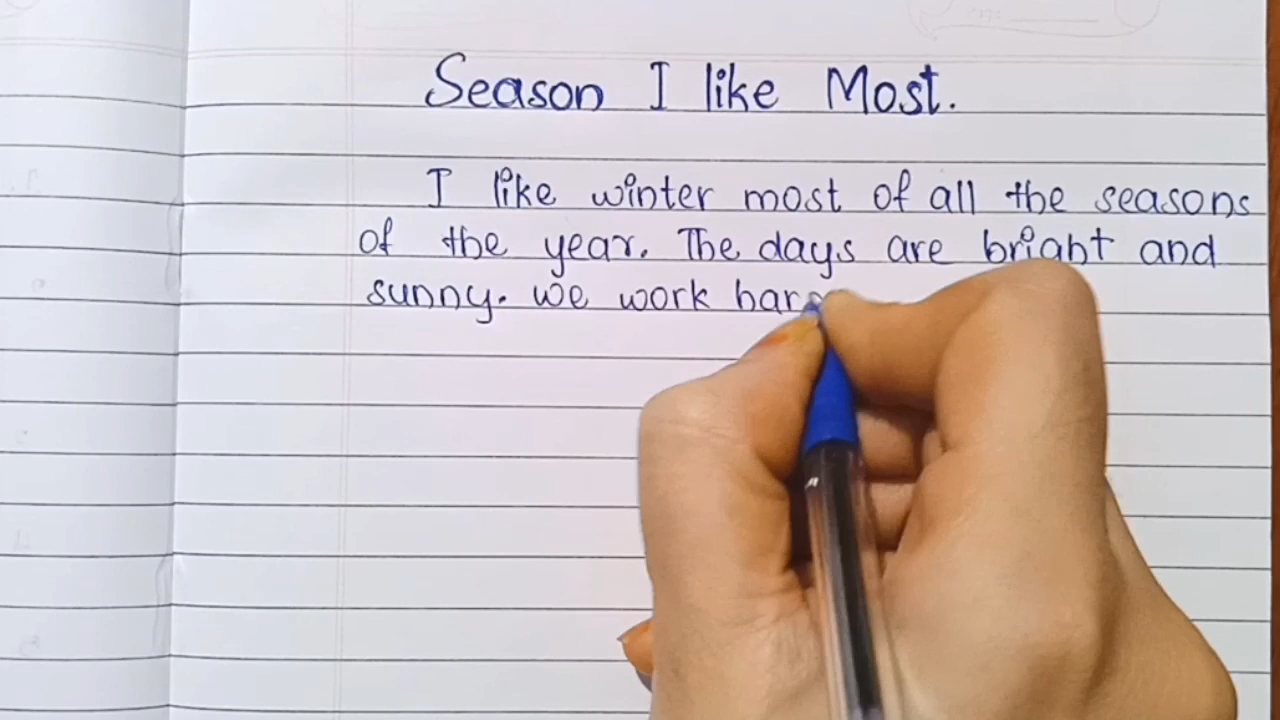 Season I like Most.
I like winter most of all the seasons
of the year. The days are bright and
sunny. We work har